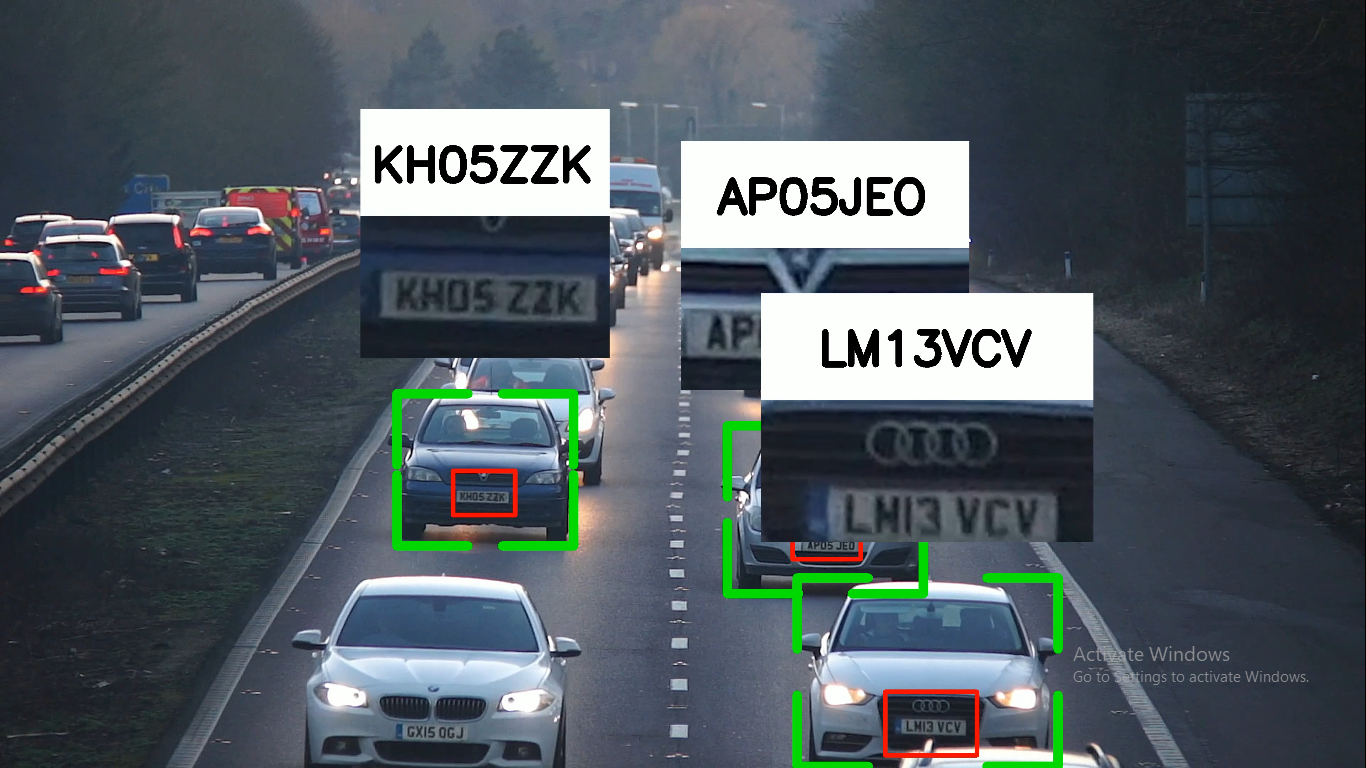 KH05ZZK
AP05JEO
KH05 ZZK
AP
LM13VCV
LM13 VCV
KH05 ZZK
AP05 JEO
Activate Windows
Go to Settings to activate Windows.
GX15 OGJ
LM13 VCV